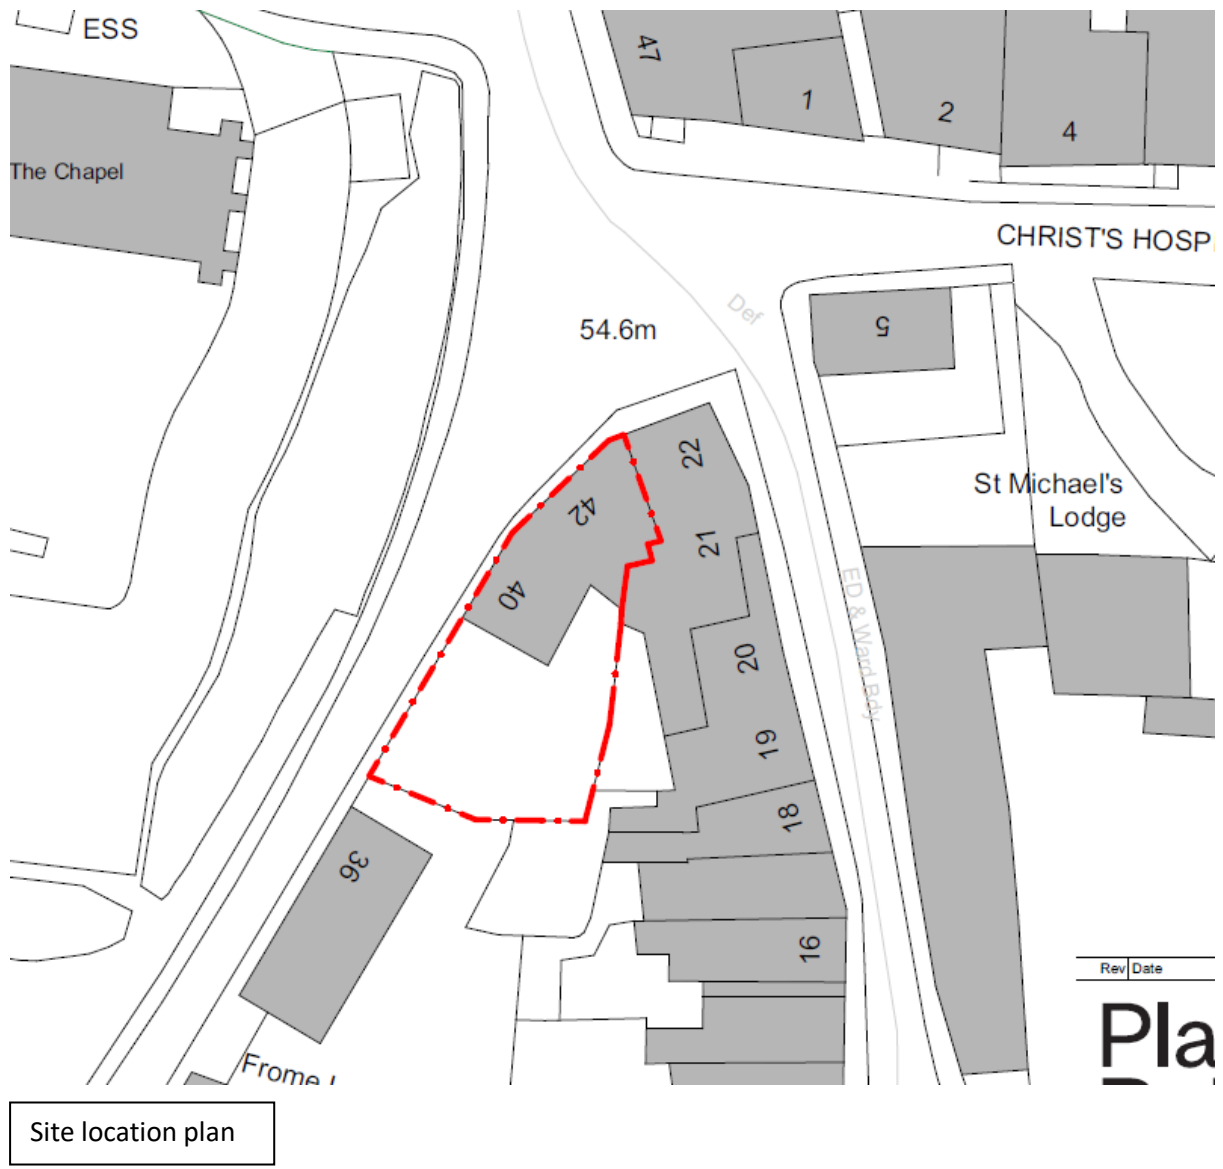 ESS
47
1
2
4
The Chapel
CHRIST'S HOSP
Def
54.6m
5
22
42
St Michael's
Lodge
21
40
ED & Ward Bdy
20
19
18
36
16
Rev Date
Pla
Frome
Site location plan